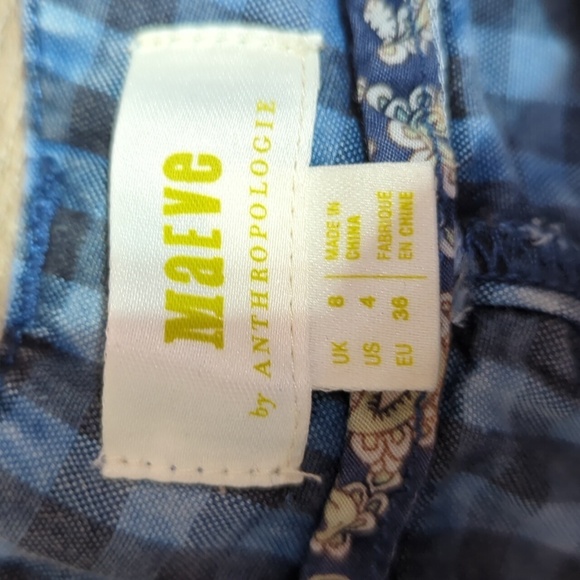 MaEVe
by ANTHROPOLOGIE
UK 8
US 4
EU 36
MADE IN
CHINA
FABRIQUE
EN CHINE